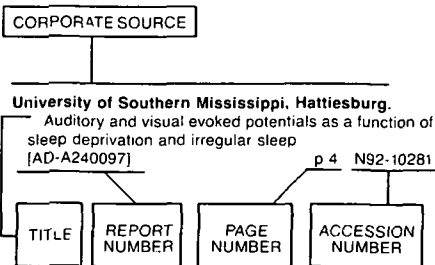 CORPORATE SOURCE
University of Southern Mississippi, Hattiesburg.
Auditory and visual evoked potentials as a function of
sleep deprivation and irregular sleep
[AD-A240097] p 4 N92-10281
TITLE REPORT NUMBER PAGE NUMBER ACCESSION NUMBER